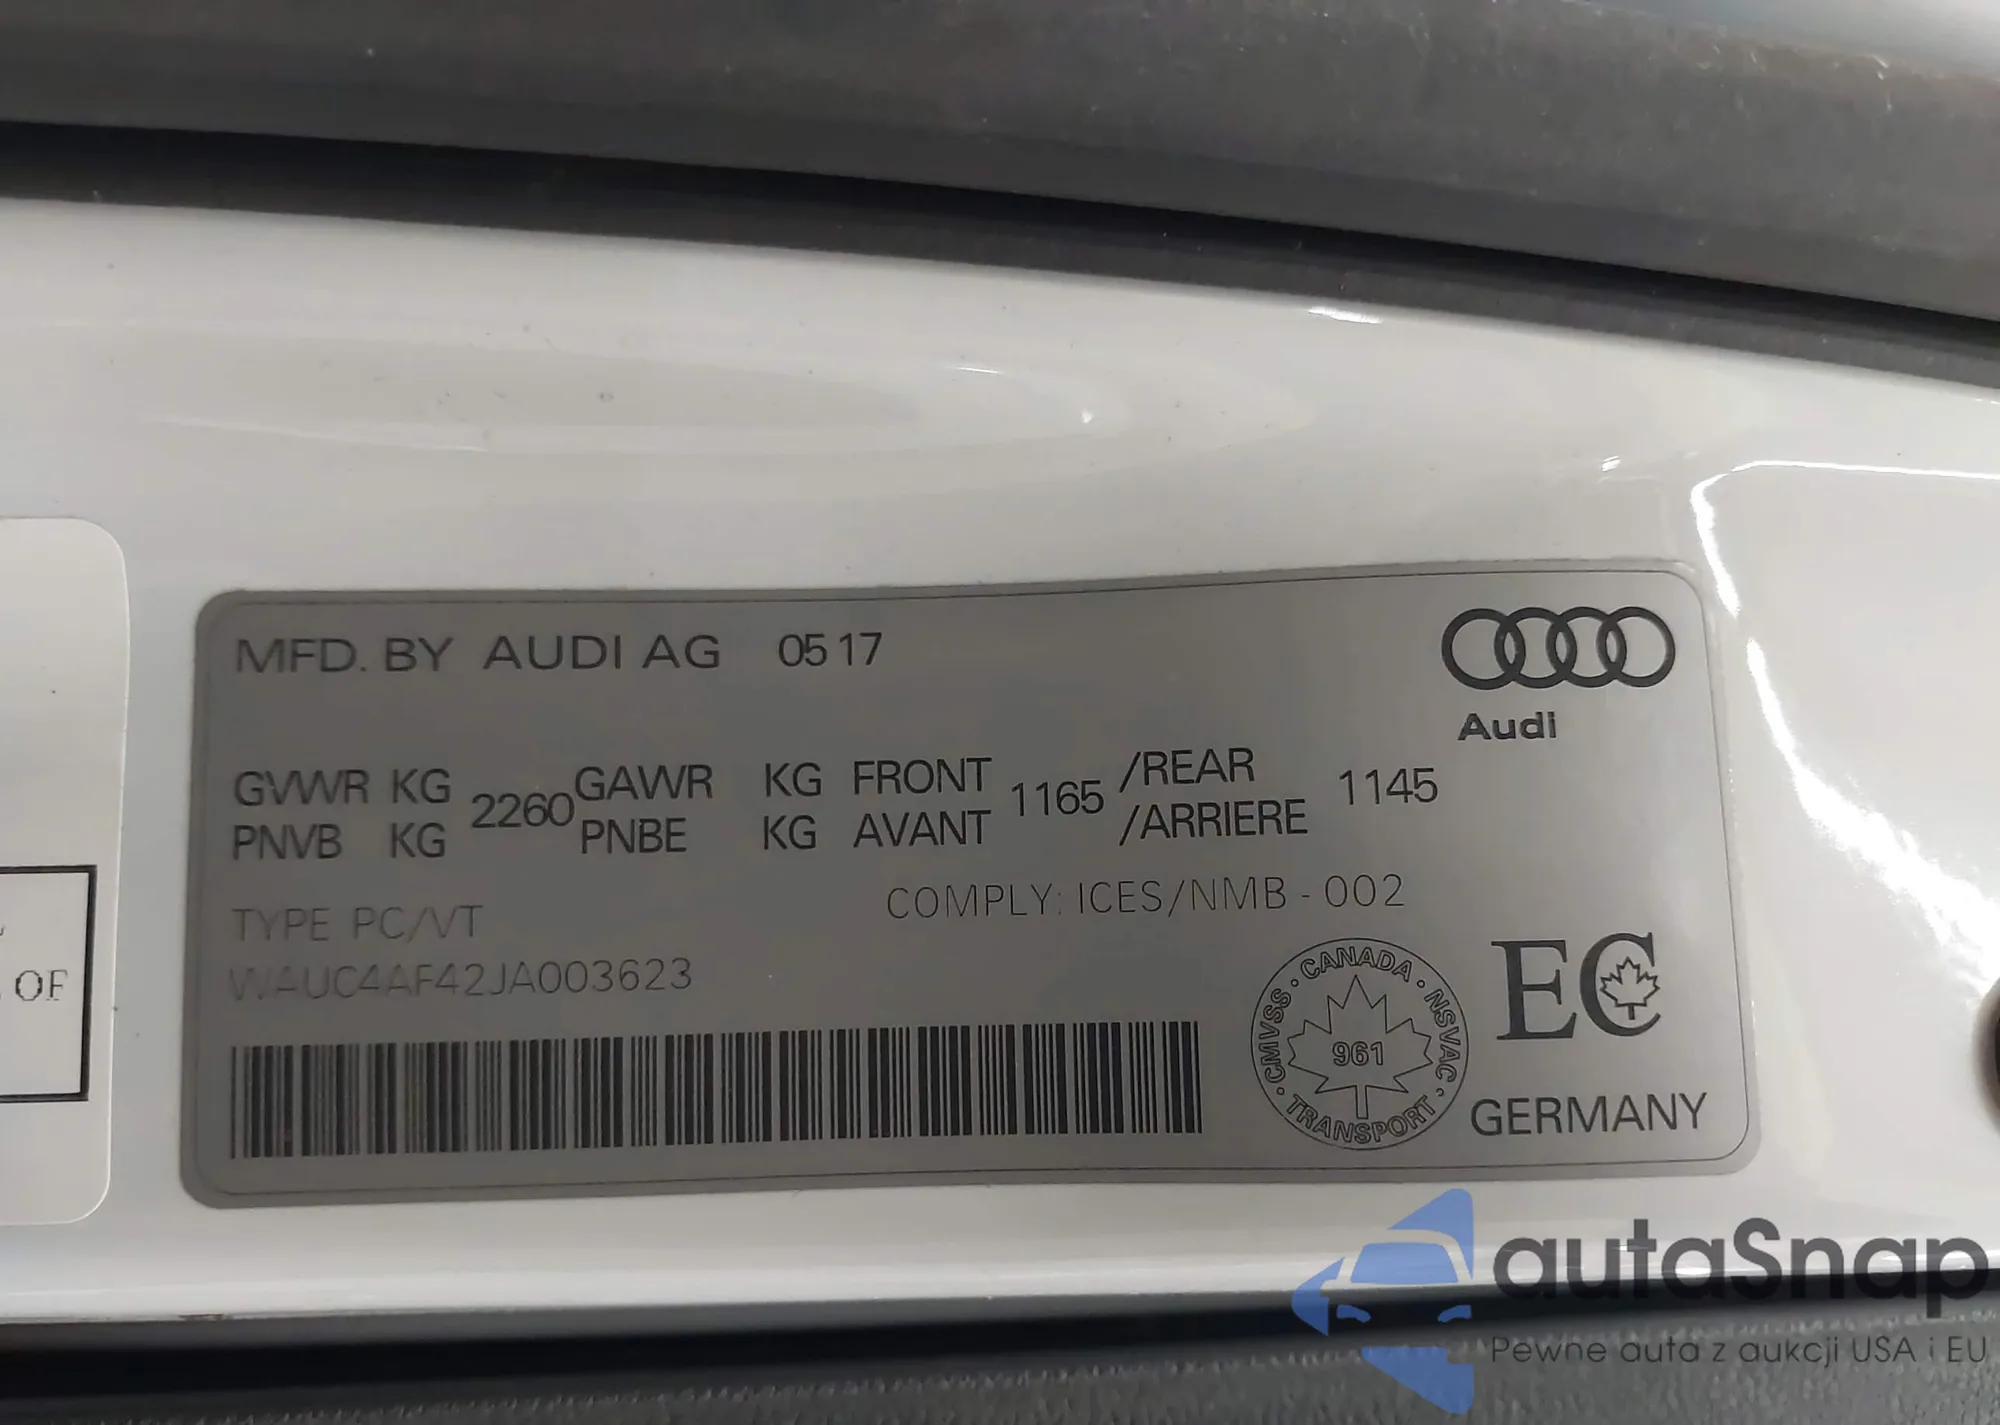 MFD. BY AUDI AG 05 17
Audi
GVWR KG 2260 GAWR KG FRONT 1165 /REAR 1145
PNVB KG PNBE KG AVANT /ARRIERE
TYPE PC/VT
COMPLY: ICES/NMB - 002
WAUC4AF42JA003623
· CANADA · NSVAC · TRANSPORT · CMVSS
961
EC
GERMANY
OF
autaSnap
Pewne auta z aukcji USA i EU